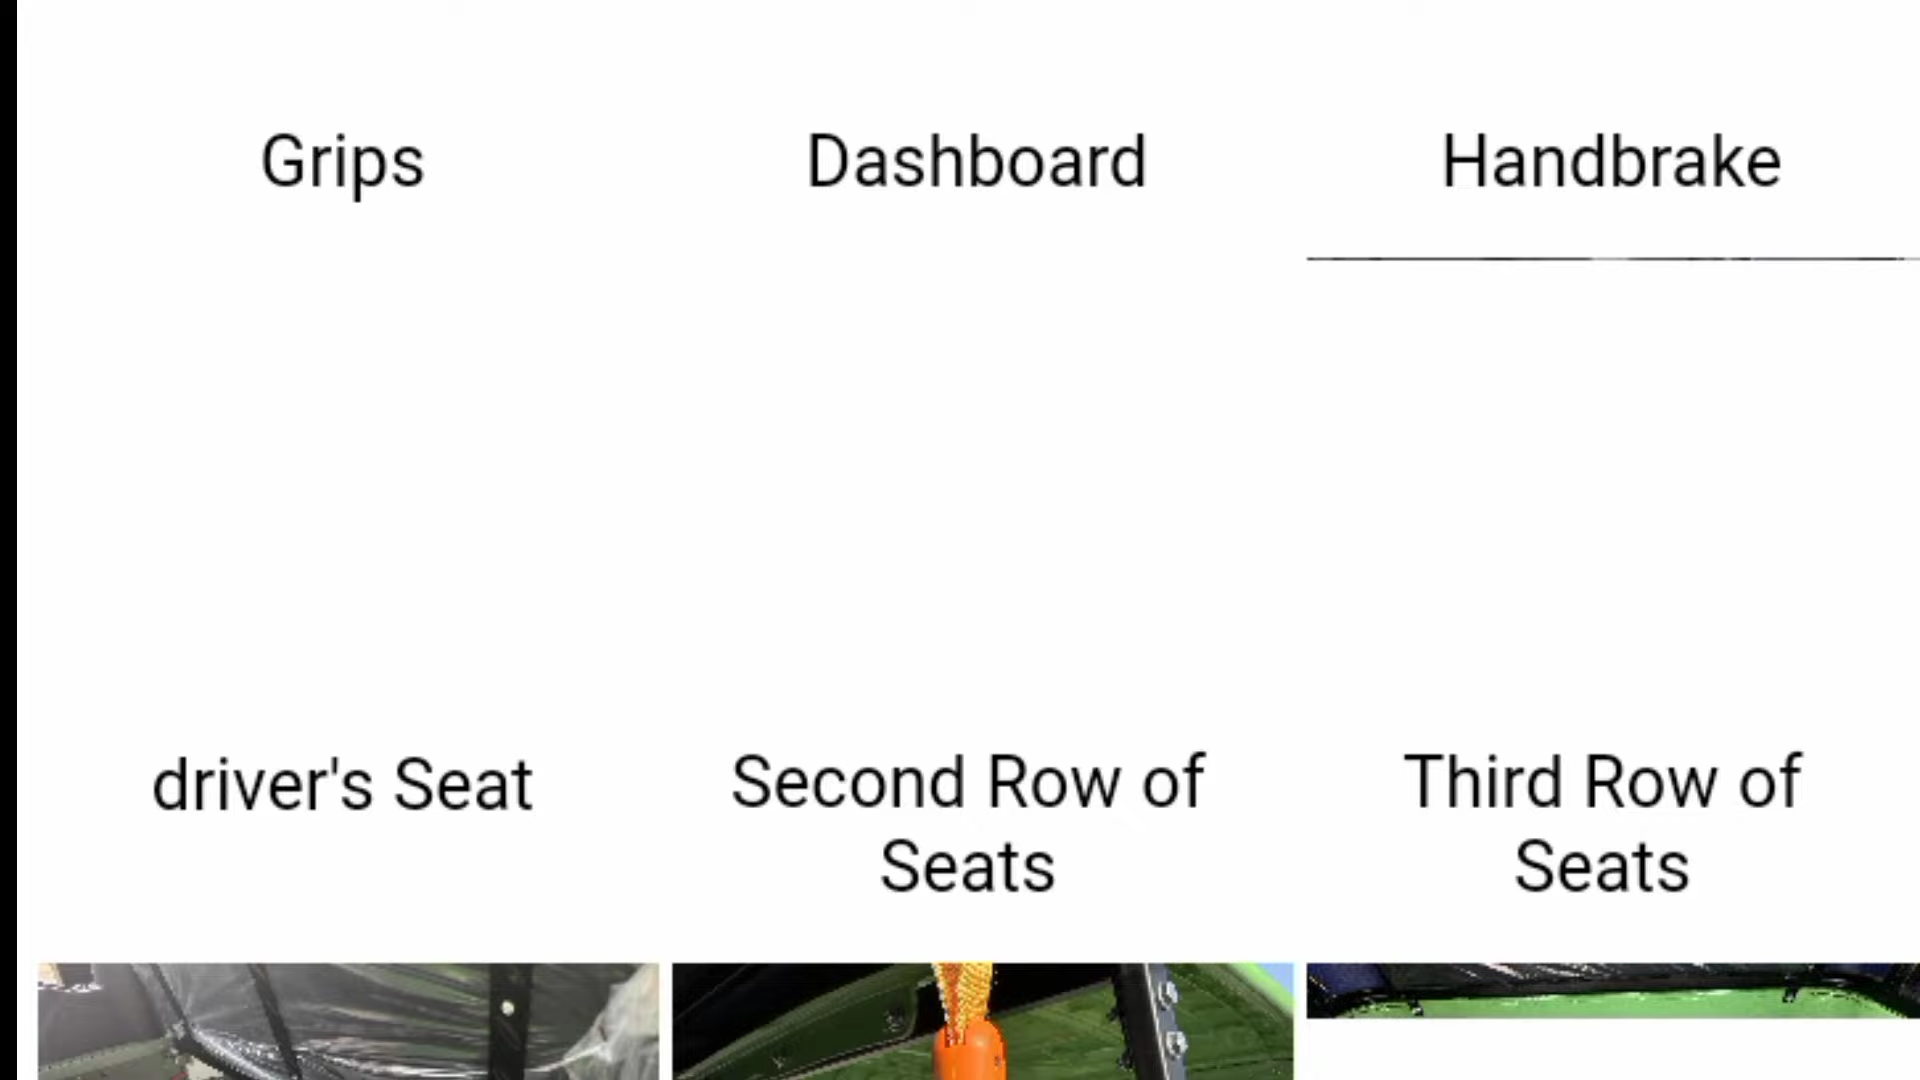 Grips
Dashboard
Handbrake
driver's Seat
Second Row of
Seats
Third Row of
Seats